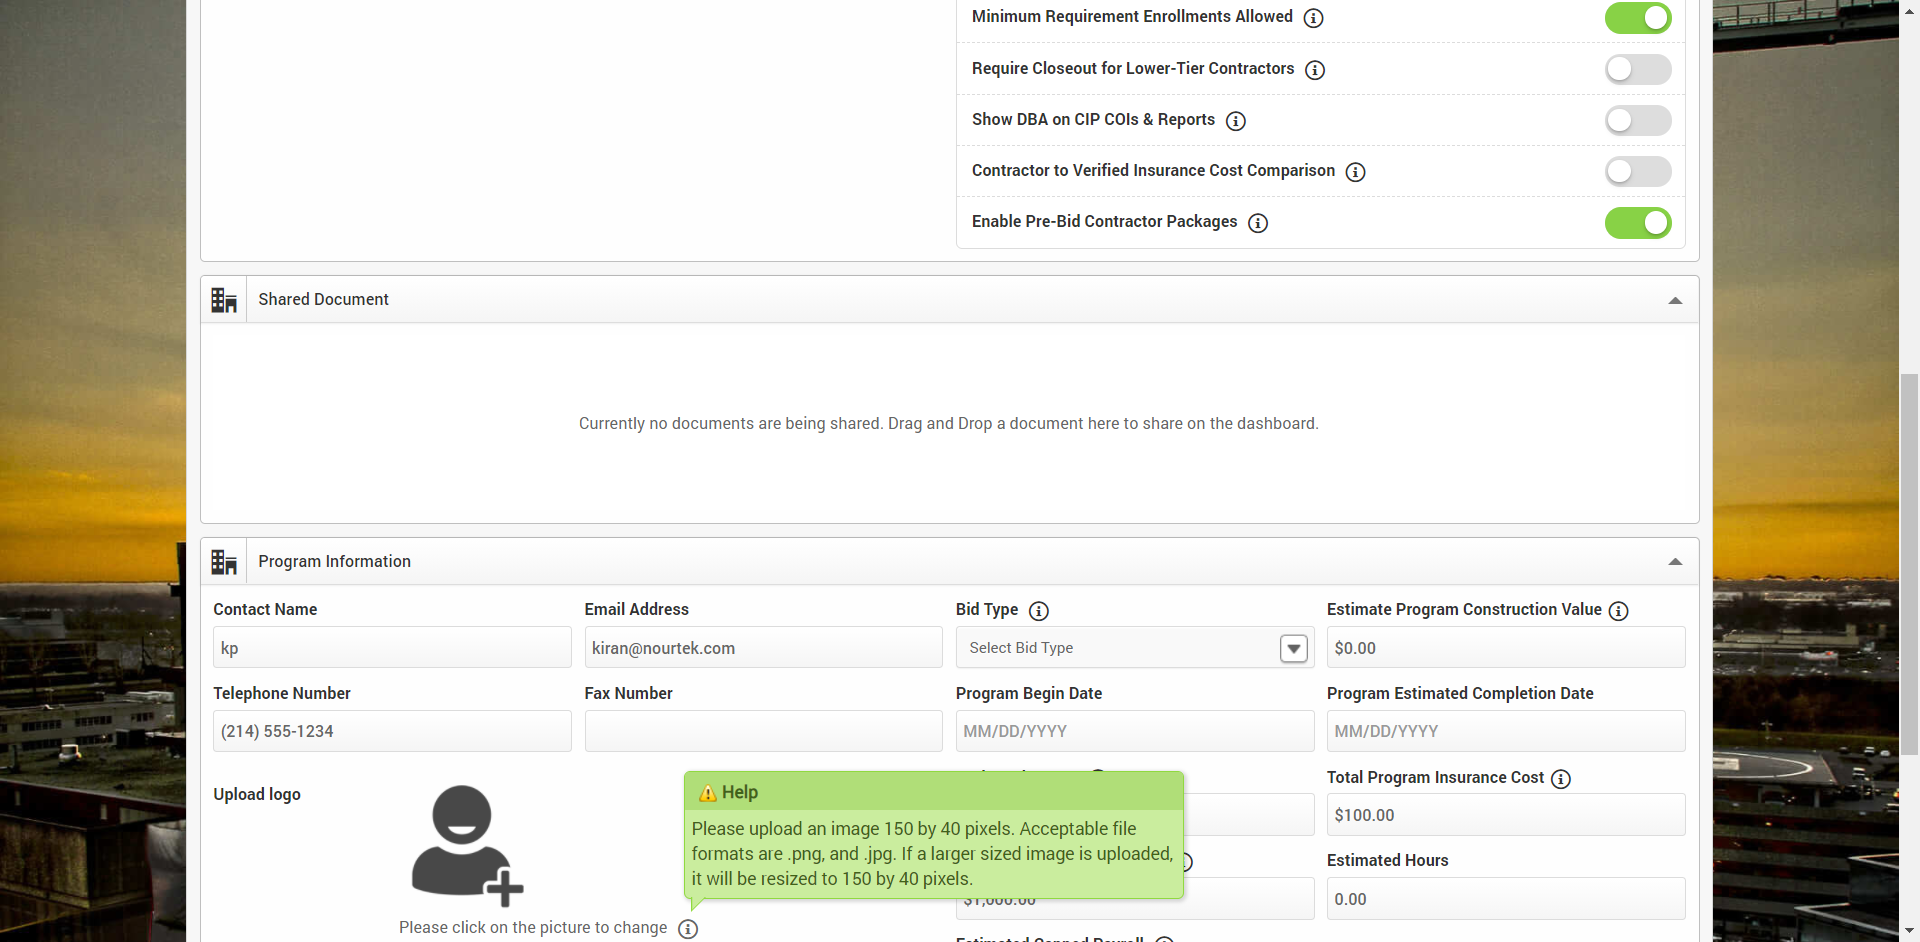 Minimum Requirement Enrollments Allowed
Require Closeout for Lower-Tier Contractors
Show DBA on CIP COIs & Reports
Contractor to Verified Insurance Cost Comparison
Enable Pre-Bid Contractor Packages
Shared Document
Currently no documents are being shared. Drag and Drop a document here to share on the dashboard.
Program Information
Contact Name
Email Address
Bid Type
Estimate Program Construction Value
kp
kiran@nourtek.com
Select Bid Type
$0.00
Telephone Number
Fax Number
Program Begin Date
Program Estimated Completion Date
(214) 555-1234
MM/DD/YYYY
MM/DD/YYYY
Upload logo
Help
Please upload an image 150 by 40 pixels. Acceptable file
formats are .png, and .jpg. If a larger sized image is uploaded,
it will be resized to 150 by 40 pixels.
Total Program Insurance Cost
$100.00
Estimated Hours
0.00
Please click on the picture to change